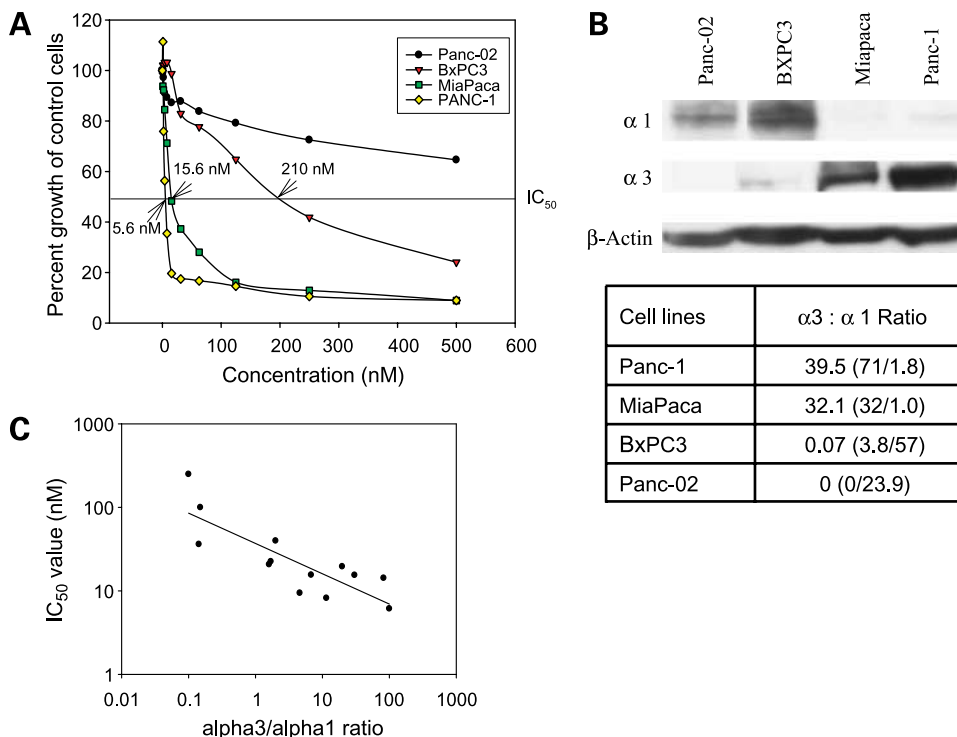 A
Percent growth of control cells
120
100
80
60
40
20
0
Panc-02
BxPC3
MiaPaca
PANC-1
15.6 nM
210 nM
5.6 nM
IC50
0 100 200 300 400 500 600
Concentration (nM)
B
Panc-02
BXPC3
Miapaca
Panc-1
α 1
α 3
β-Actin
Cell lines α3 : α 1 Ratio
Panc-1 39.5 (71/1.8)
MiaPaca 32.1 (32/1.0)
BxPC3 0.07 (3.8/57)
Panc-02 0 (0/23.9)
C
IC50 value (nM)
1000
100
10
1
0.01 0.1 1 10 100 1000
alpha3/alpha1 ratio